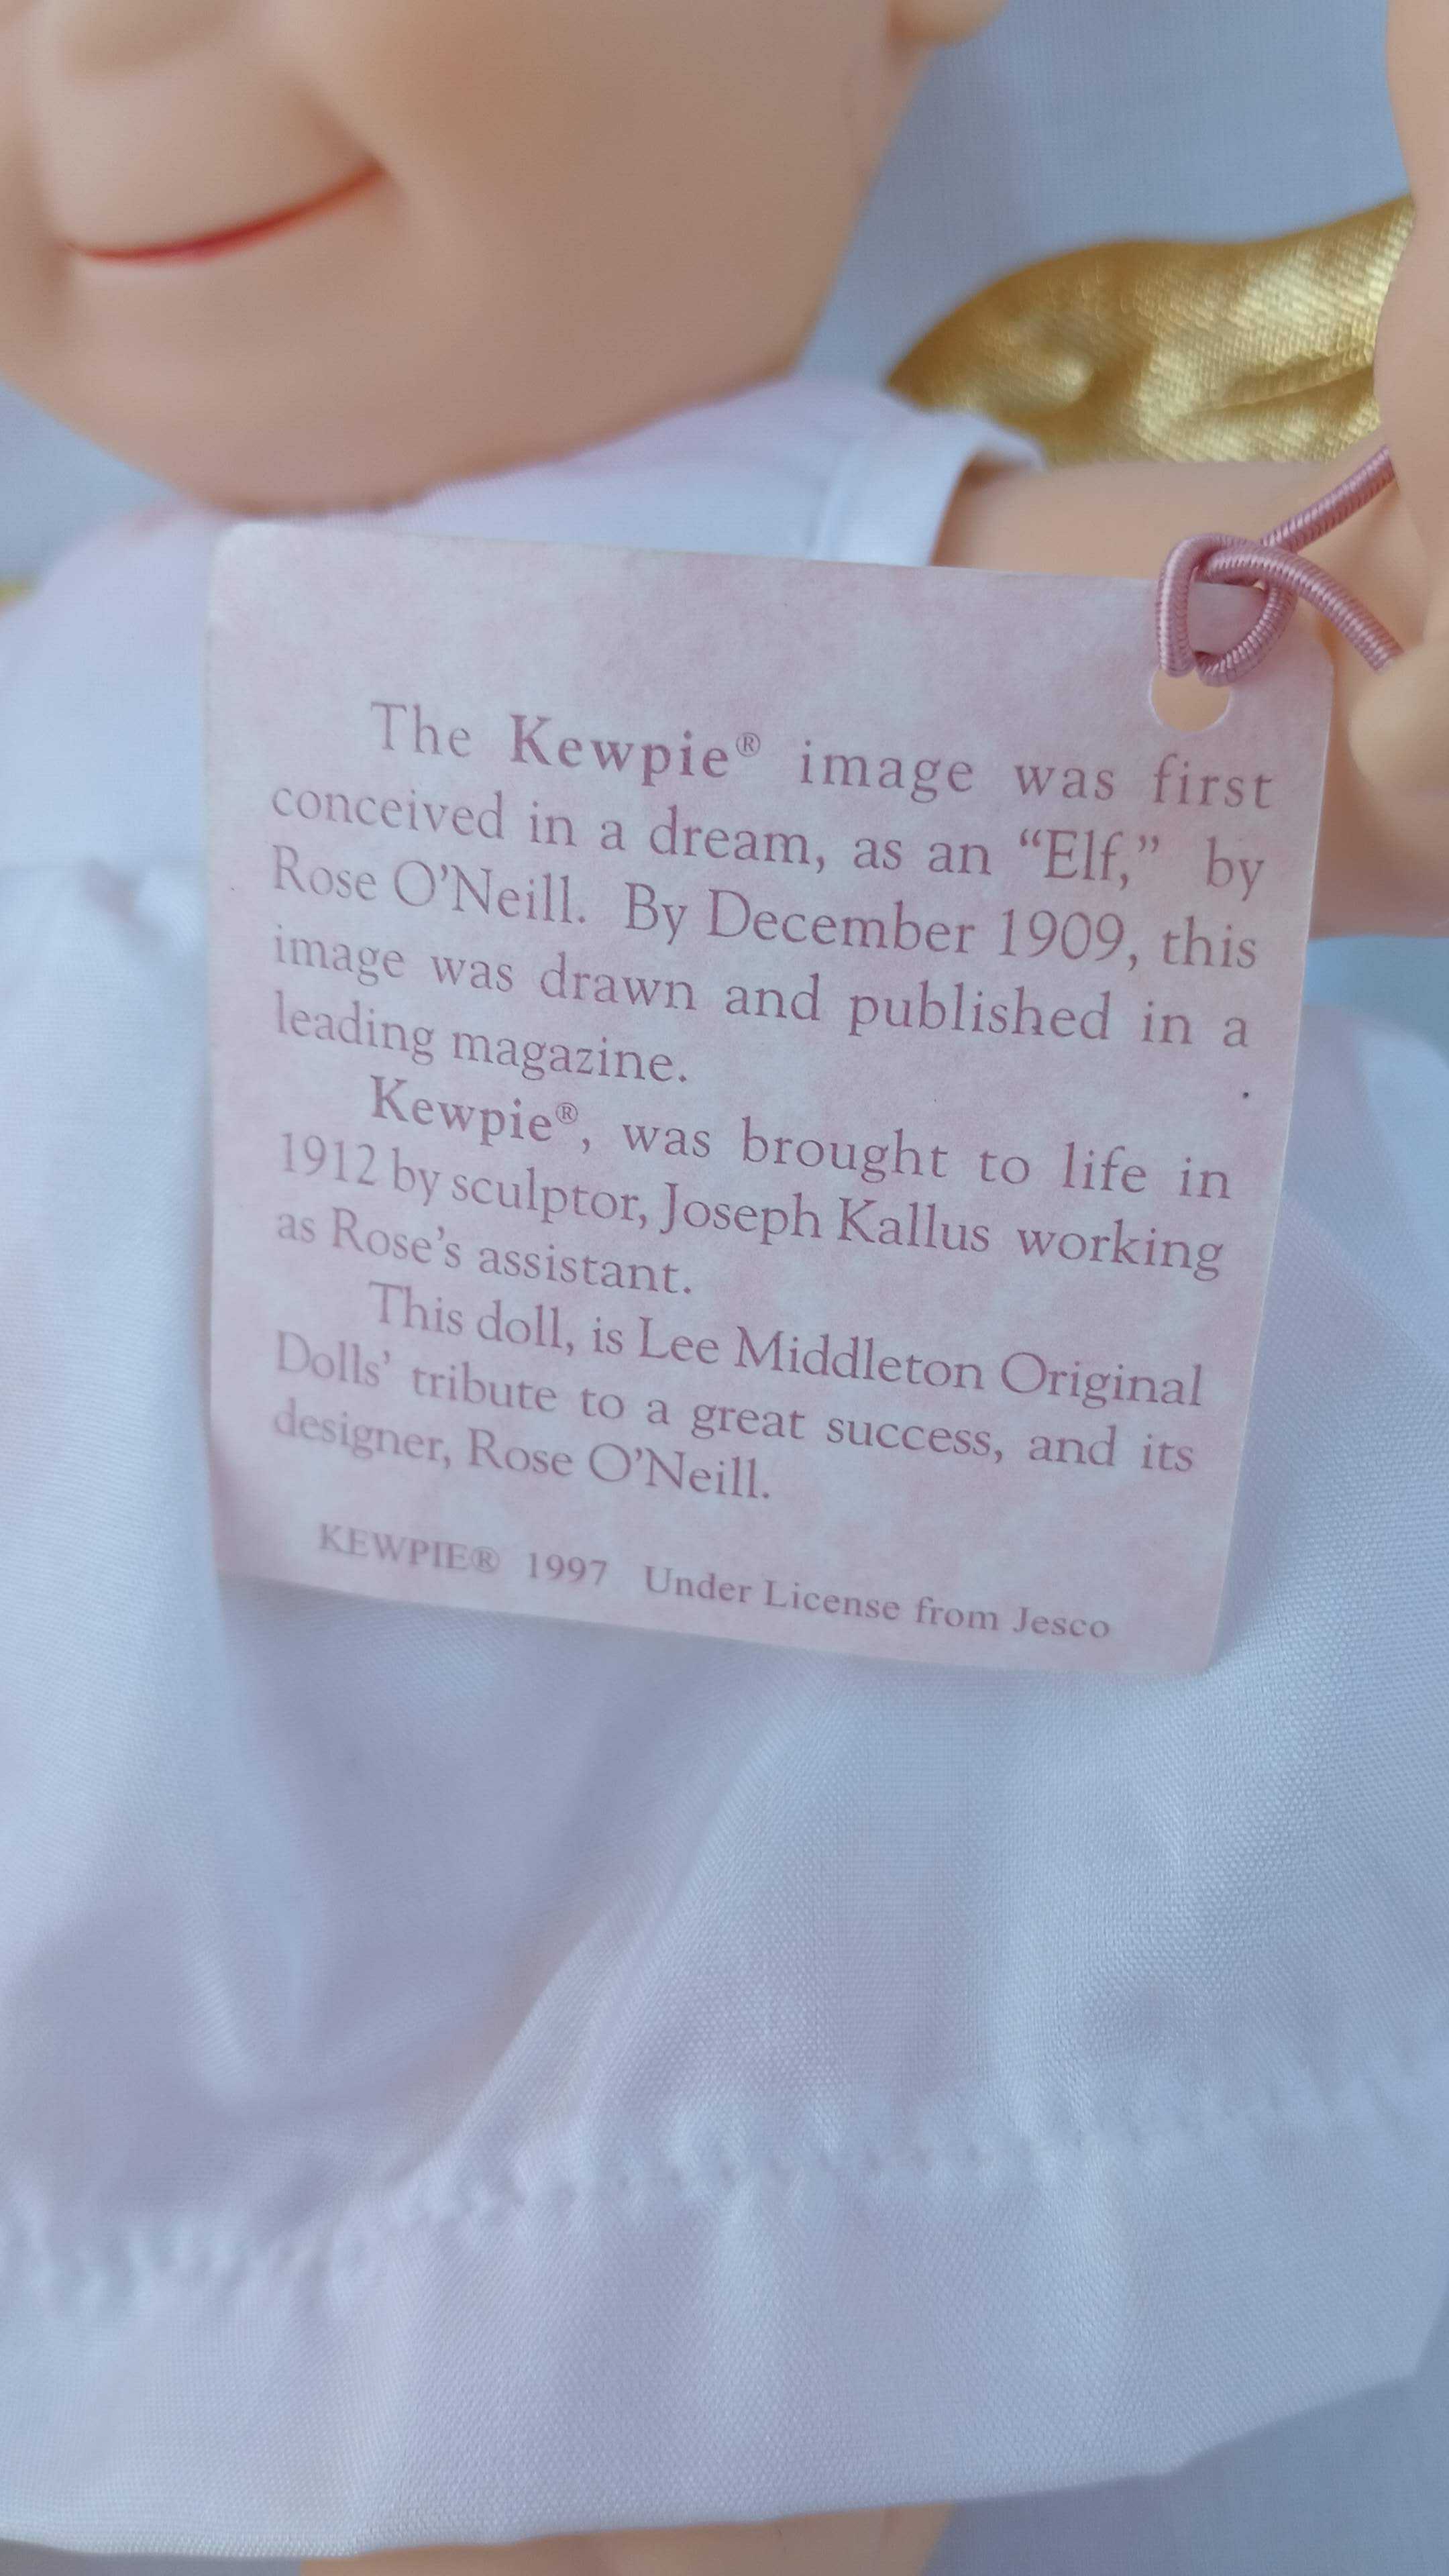 The Kewpie® image was first
conceived in a dream, as an “Elf,” by
Rose O’Neill. By December 1909, this
image was drawn and published in a
leading magazine.
Kewpie®, was brought to life in
1912 by sculptor, Joseph Kallus working
as Rose’s assistant.
This doll, is Lee Middleton Original
Dolls’ tribute to a great success, and its
designer, Rose O’Neill.
KEWPIE® 1997 Under License from Jesco